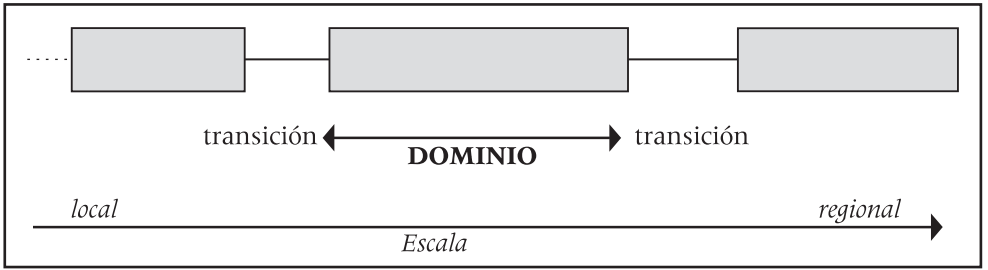 transición transición
DOMINIO
local regional
Escala